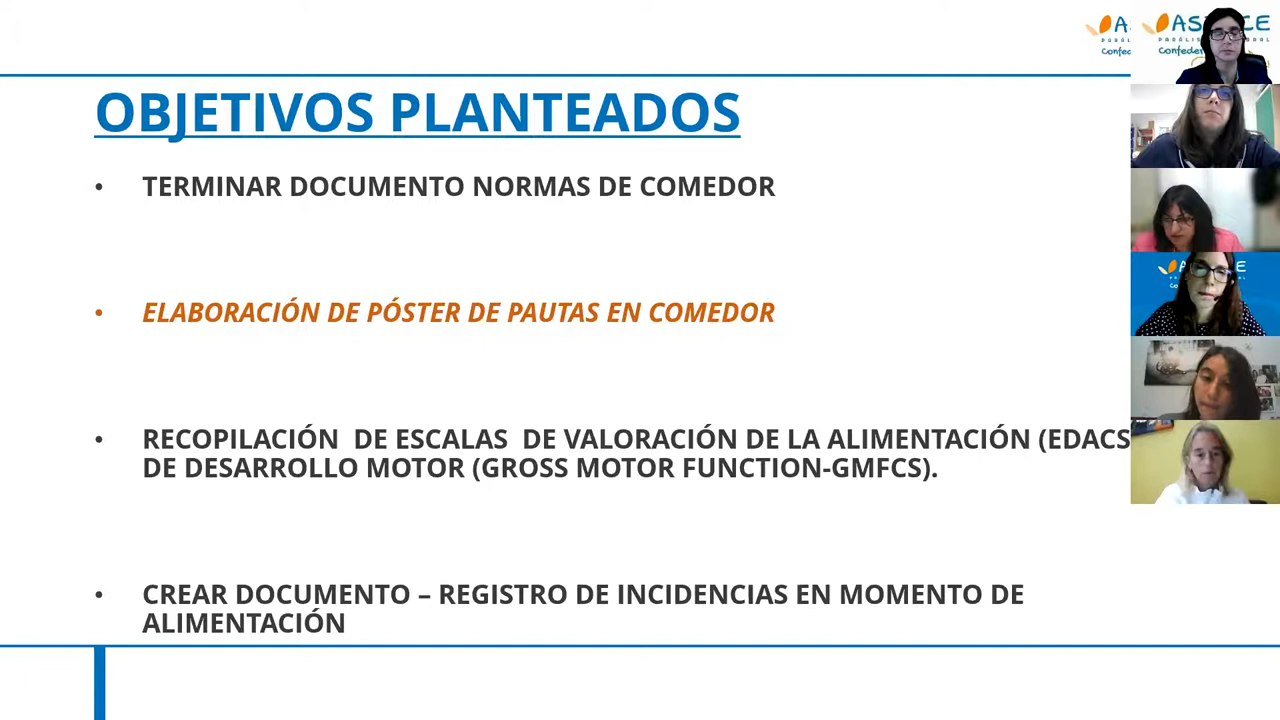 OBJETIVOS PLANTEADOS
• TERMINAR DOCUMENTO NORMAS DE COMEDOR
• ELABORACIÓN DE PÓSTER DE PAUTAS EN COMEDOR
• RECOPILACIÓN DE ESCALAS DE VALORACIÓN DE LA ALIMENTACIÓN (EDACS
DE DESARROLLO MOTOR (GROSS MOTOR FUNCTION-GMFCS).
• CREAR DOCUMENTO – REGISTRO DE INCIDENCIAS EN MOMENTO DE
ALIMENTACIÓN